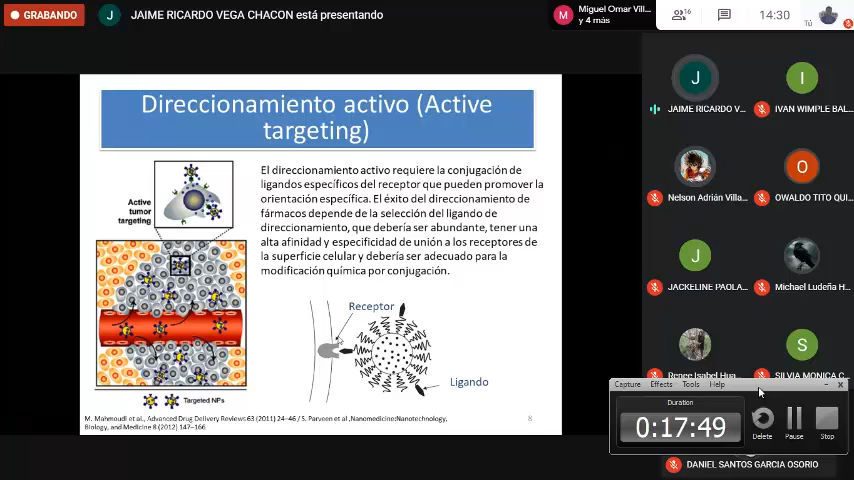 GRABANDO
J
JAIME RICARDO VEGA CHACON está presentando
M
Miguel Omar Vill...
y 4 más
16
14:30
Tú
Direccionamiento activo (Active
targeting)
Active
tumor
targeting
El direccionamiento activo requiere la conjugación de
ligandos específicos del receptor que pueden promover la
orientación específica. El éxito del direccionamiento de
fármacos depende de la selección del ligando de
direccionamiento, que debería ser abundante, tener una
alta afinidad y especificidad de unión a los receptores de
la superficie celular y debería ser adecuado para la
modificación química por conjugación.
Receptor
Ligando
Targeted NPs
M. Mahmoudi et al., Advanced Drug Delivery Reviews 63 (2011) 24–46 / S. Parveen et al ,Nanomedicine:Nanotechnology,
Biology, and Medicine 8 (2012) 147–166
8
J
JAIME RICARDO V...
I
IVAN WIMPLE BAL...
Nelson Adrián Villa...
O
OWALDO TITO QUI...
J
JACKELINE PAOLA...
Michael Ludeña H...
Renee Isabel Hua...
S
SILVIA MONICA C...
Capture
Effects
Tools
Help
Duration
0:17:49
Delete
Pause
Stop
DANIEL SANTOS GARCIA OSORIO